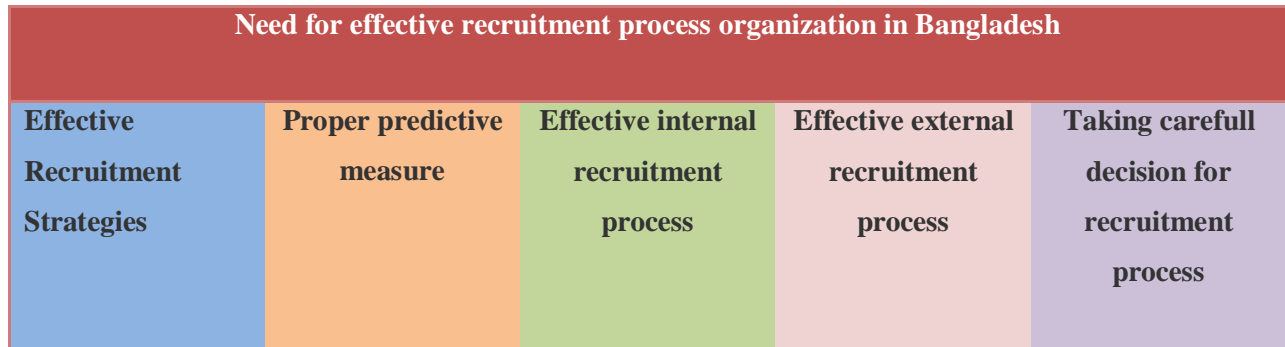 Need for effective recruitment process organization in Bangladesh
Effective
Recruitment
Strategies
Proper predictive
measure
Effective internal
recruitment
process
Effective external
recruitment
process
Taking carefull
decision for
recruitment
process